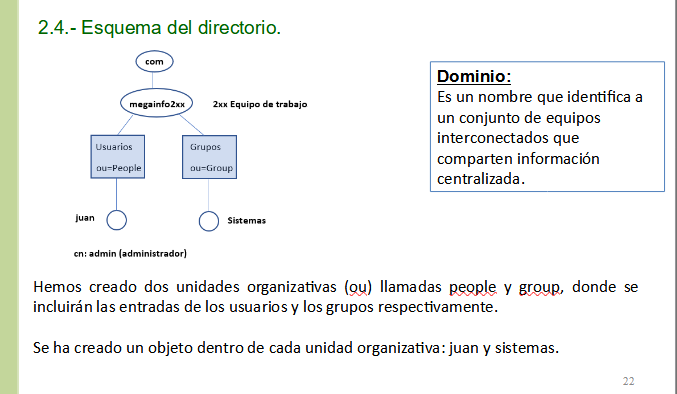 2.4.- Esquema del directorio.
com
megainfo2xx
2xx Equipo de trabajo
Usuarios
ou=People
Grupos
ou=Group
juan
Sistemas
cn: admin (administrador)
Dominio:
Es un nombre que identifica a
un conjunto de equipos
interconectados que
comparten información
centralizada.
Hemos creado dos unidades organizativas (ou) llamadas people y group, donde se
incluirán las entradas de los usuarios y los grupos respectivamente.
Se ha creado un objeto dentro de cada unidad organizativa: juan y sistemas.
22